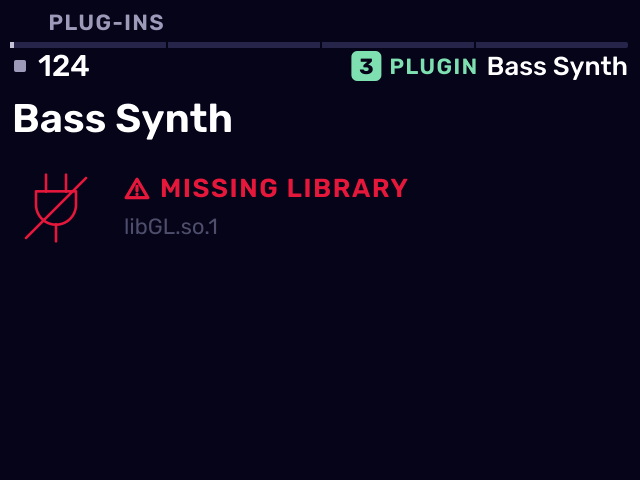 PLUG-INS
124
3 PLUGIN Bass Synth
Bass Synth
MISSING LIBRARY
libGL.so.1